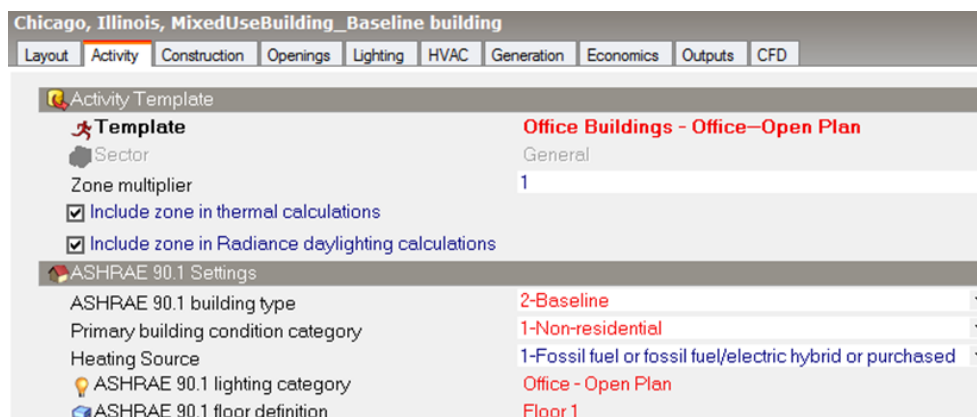 Chicago, Illinois, MixedUseBuilding_Baseline building
Layout Activity Construction Openings Lighting HVAC Generation Economics Outputs CFD
Activity Template
Template Office Buildings - Office–Open Plan
Sector General
Zone multiplier 1
Include zone in thermal calculations
Include zone in Radiance daylighting calculations
ASHRAE 90.1 Settings
ASHRAE 90.1 building type 2-Baseline
Primary building condition category 1-Non-residential
Heating Source 1-Fossil fuel or fossil fuel/electric hybrid or purchased
ASHRAE 90.1 lighting category Office - Open Plan
ASHRAE 90.1 floor definition Floor 1